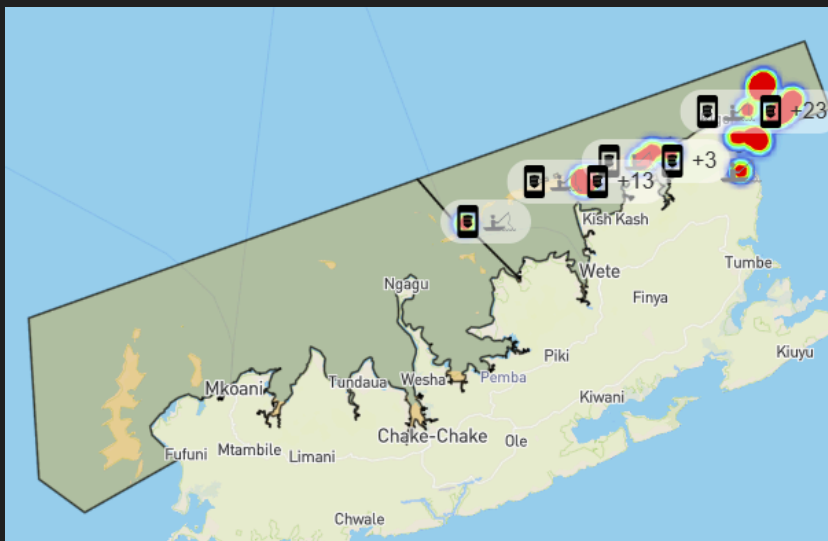 +23
+3
+13
Kish Kash
Wete
Tumbe
Ngagu
Finya
Kiuyu
Piki
Mkoani
Tundaua
Wesha
Pemba
Kiwani
Chake-Chake
Ole
Fufuni
Mtambile
Limani
Chwale